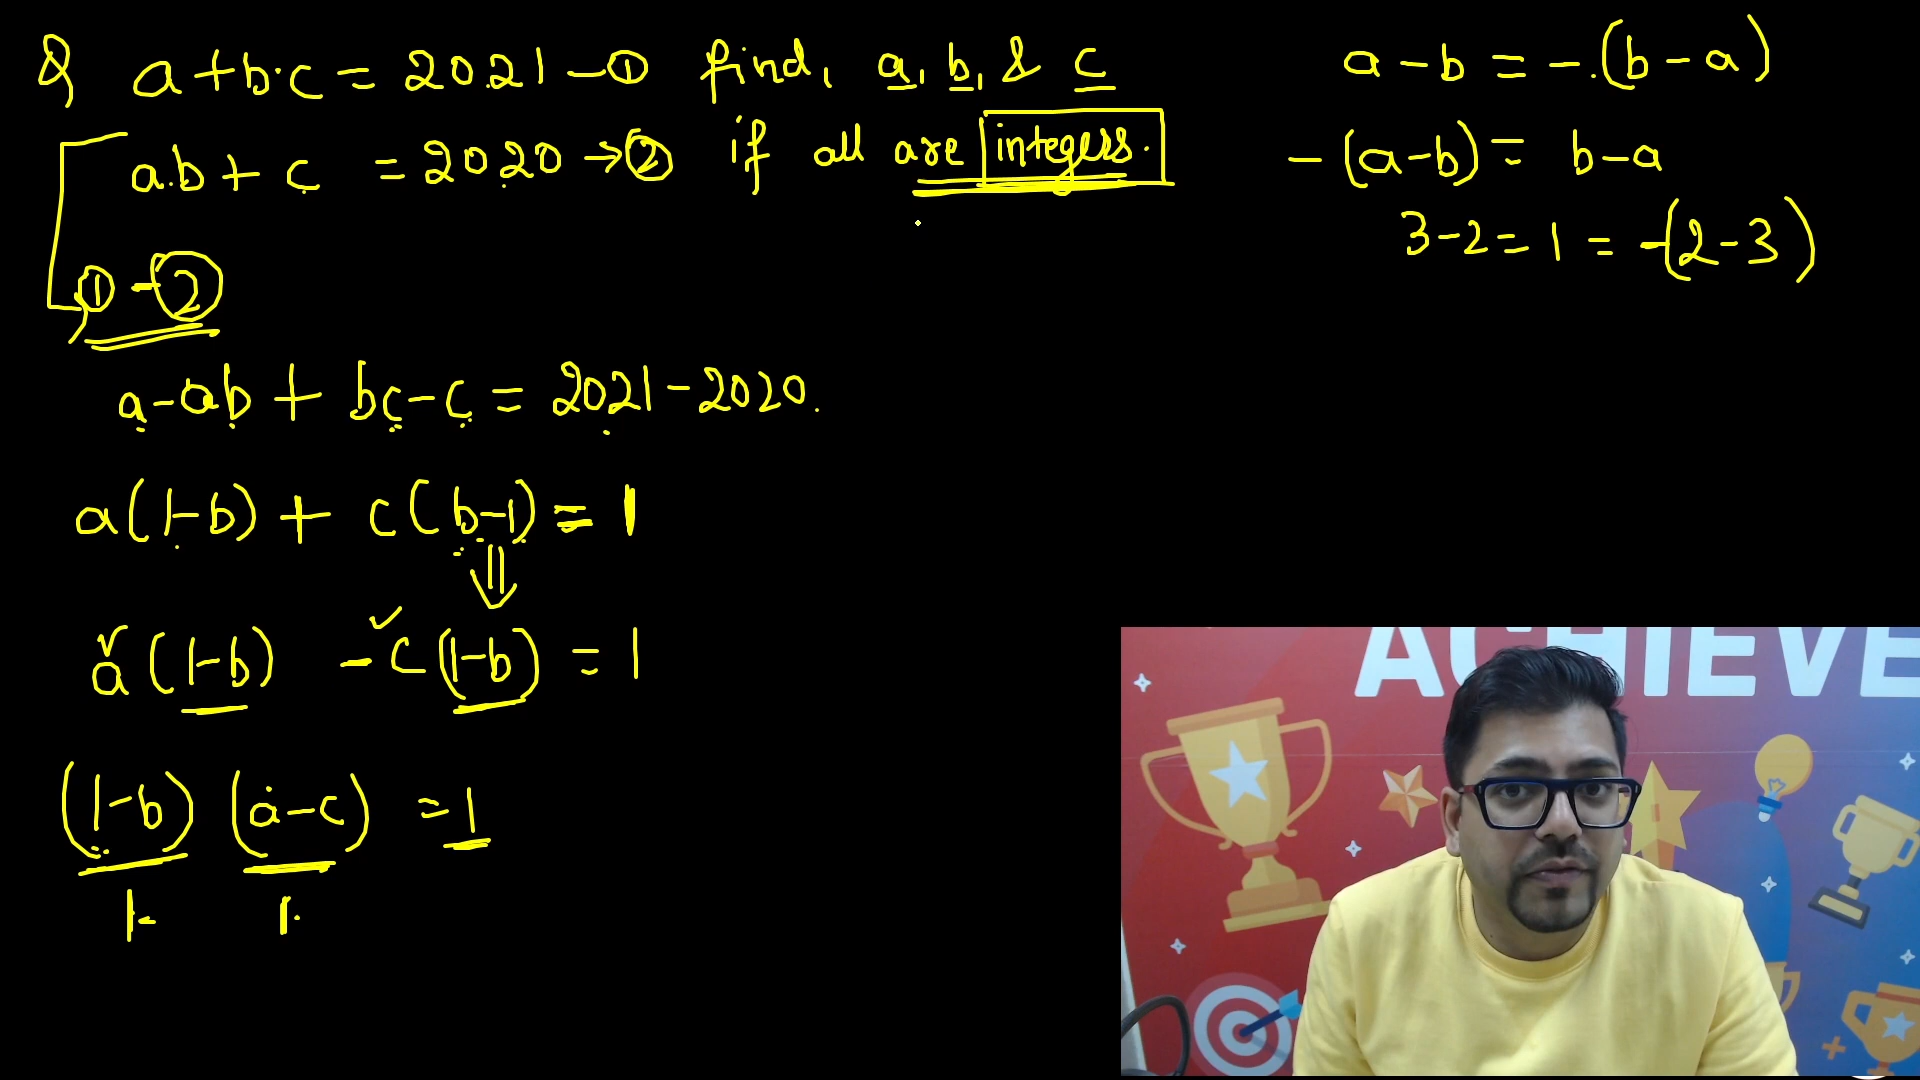 Q a+b·c = 2021 – ① find, a, b, & c
a.b + c = 2020 → ② if all are integers.
① - ②
a-ab + bc-c = 2021-2020.
a(1-b) + c(b-1) = 1
a(1-b) - c(1-b) = 1
(1-b) (a-c) = 1
1 1
a-b = -.(b-a)
-(a-b) = b-a
3-2 = 1 = -(2-3)
ACHIEVE